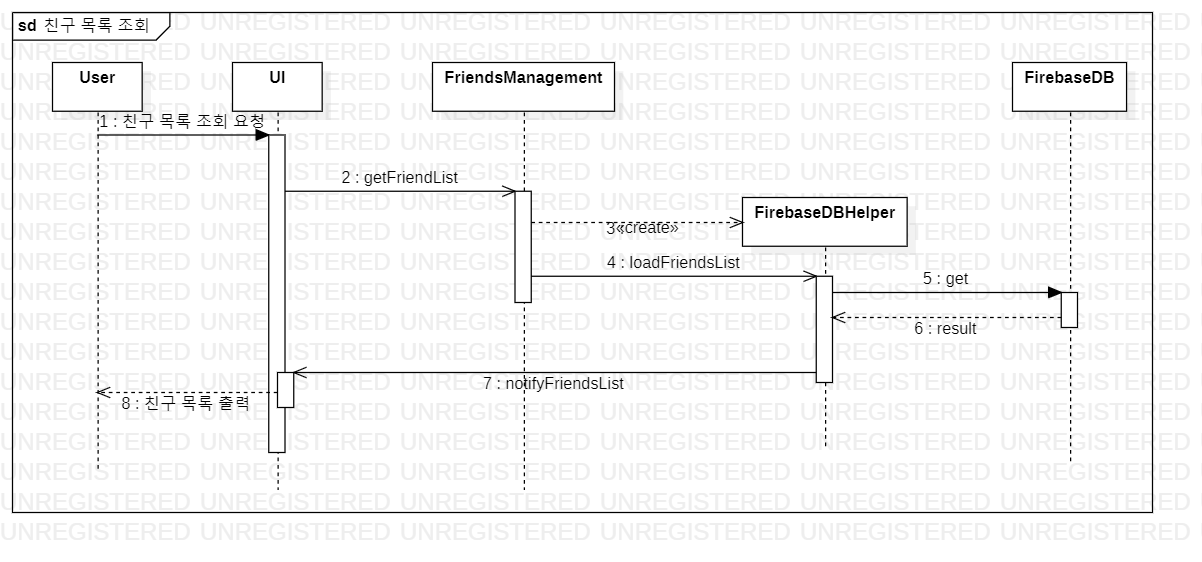 sd 친구 목록 조회
User
UI
FriendsManagement
FirebaseDB
1 : 친구 목록 조회 요청
2 : getFriendList
FirebaseDBHelper
3«create»
4 : loadFriendsList
5 : get
6 : result
7 : notifyFriendsList
8 : 친구 목록 출력
UNREGISTERED